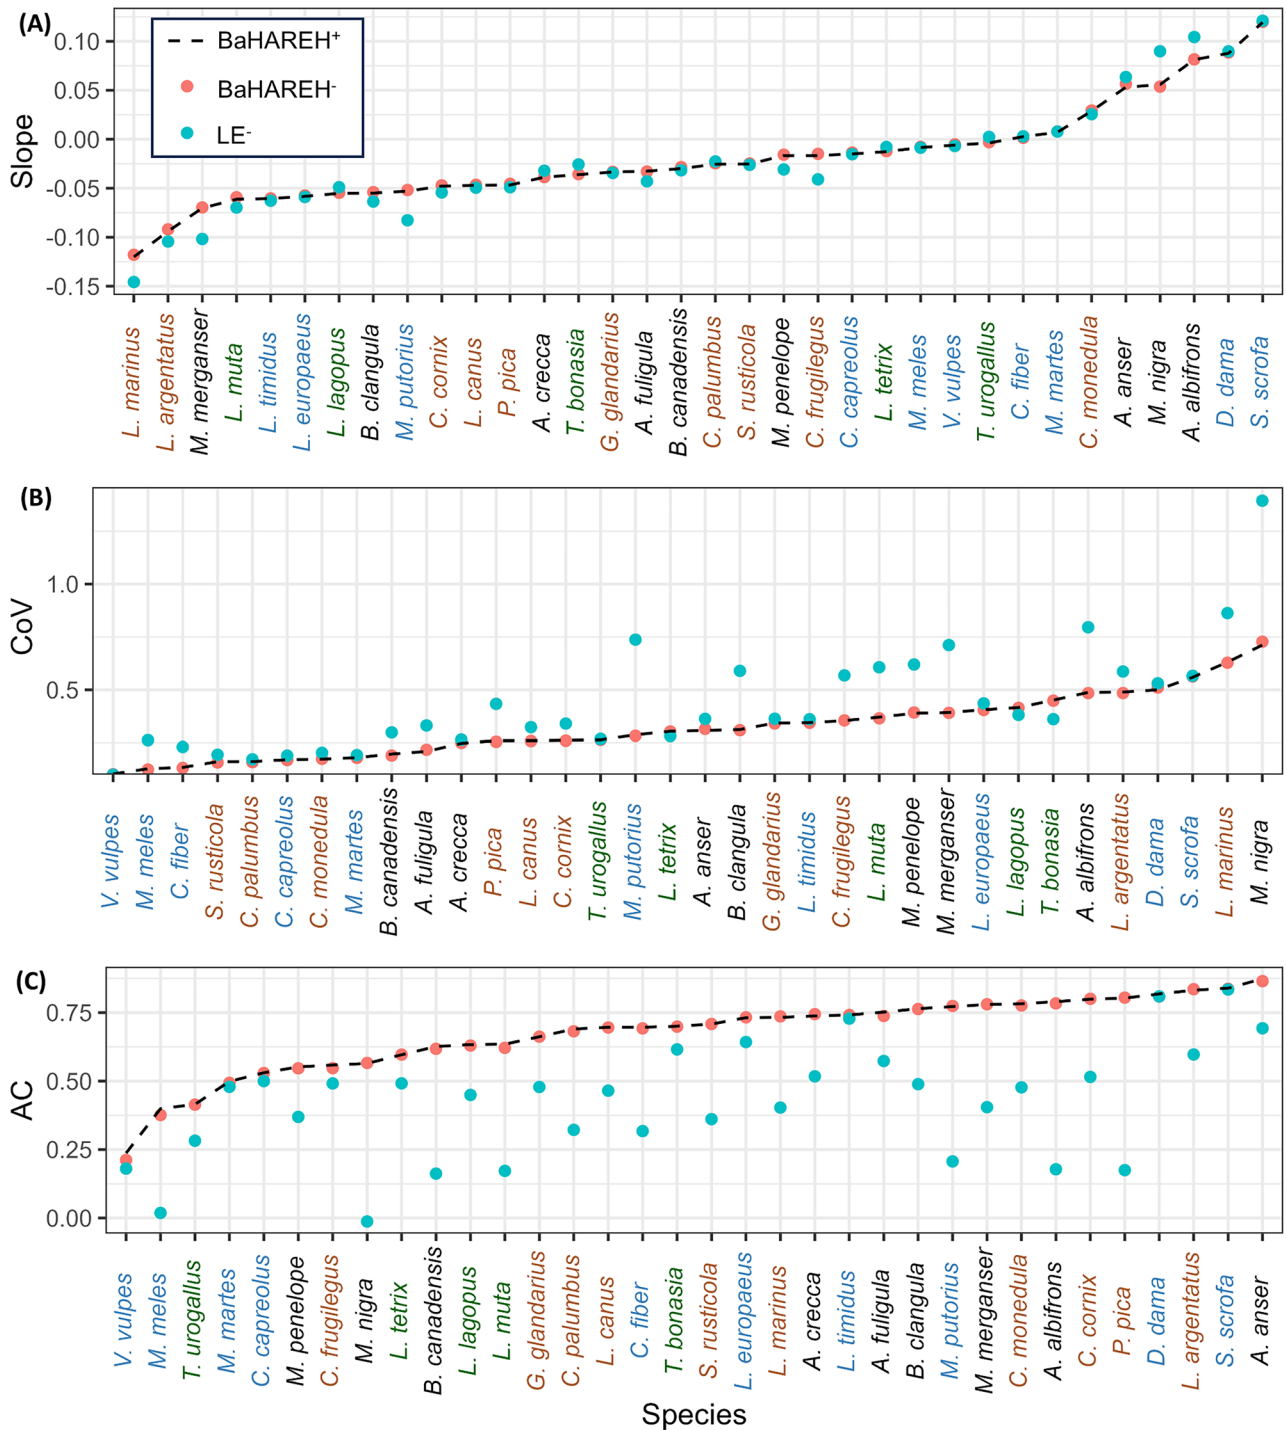 (A)
BaHAREH+
BaHAREH-
LE-
Slope
0.10
0.05
0.00
-0.05
-0.10
-0.15
L. marinus
L. argentatus
M. merganser
L. muta
L. timidus
L. europaeus
L. lagopus
B. clangula
M. putorius
C. cornix
L. canus
P. pica
A. crecca
T. bonasia
G. glandarius
A. fuligula
B. canadensis
C. palumbus
S. rusticola
M. penelope
C. frugilegus
C. capreolus
L. tetrix
M. meles
V. vulpes
T. urogallus
C. fiber
M. martes
C. monedula
A. anser
M. nigra
A. albifrons
D. dama
S. scrofa
(B)
CoV
1.0
0.5
V. vulpes
M. meles
C. fiber
S. rusticola
C. palumbus
C. capreolus
C. monedula
M. martes
B. canadensis
A. fuligula
A. crecca
P. pica
L. canus
C. cornix
T. urogallus
M. putorius
L. tetrix
A. anser
B. clangula
G. glandarius
L. timidus
C. frugilegus
L. muta
M. penelope
M. merganser
L. europaeus
L. lagopus
T. bonasia
A. albifrons
L. argentatus
D. dama
S. scrofa
L. marinus
M. nigra
(C)
AC
0.75
0.50
0.25
0.00
V. vulpes
M. meles
T. urogallus
M. martes
C. capreolus
M. penelope
C. frugilegus
M. nigra
L. tetrix
B. canadensis
L. lagopus
L. muta
G. glandarius
C. palumbus
L. canus
C. fiber
T. bonasia
S. rusticola
L. europaeus
L. marinus
A. crecca
L. timidus
A. fuligula
B. clangula
M. putorius
M. merganser
C. monedula
A. albifrons
C. cornix
P. pica
D. dama
L. argentatus
S. scrofa
A. anser
Species